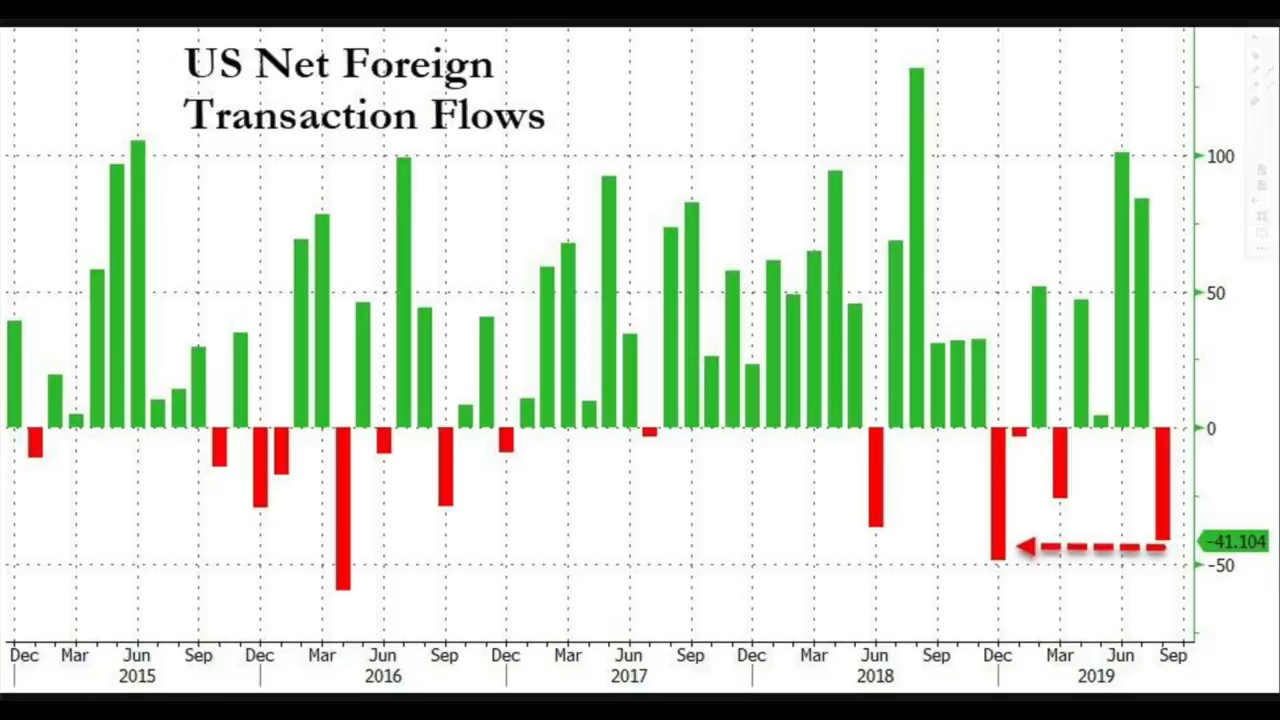 US Net Foreign
Transaction Flows
100
50
0
-41.104
-50
Dec Mar Jun Sep Dec Mar Jun Sep Dec Mar Jun Sep Dec Mar Jun Sep Dec Mar Jun Sep
2015 2016 2017 2018 2019